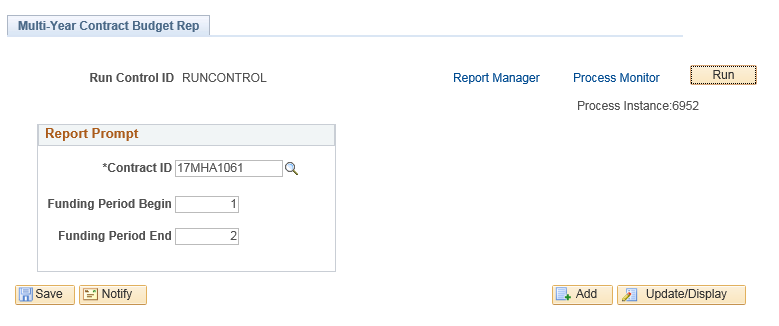 Multi-Year Contract Budget Rep
Run Control ID RUNCONTROL Report Manager Process Monitor Run
Process Instance:6952
Report Prompt
*Contract ID 17MHA1061
Funding Period Begin 1
Funding Period End 2
Save Notify Add Update/Display